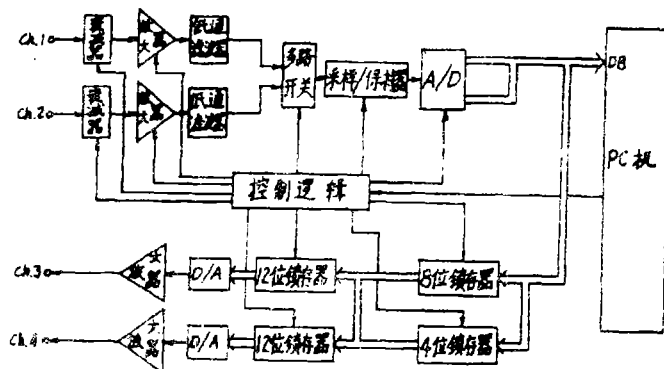 Ch.1
衰减器
放大器
低通滤波器
多路开关
采样/保持器
A/D
DB
PC机
Ch.2
衰减器
放大器
低通滤波器
控制逻辑
Ch.3
放大器
D/A
12位锁存器
8位锁存器
Ch.4
放大器
D/A
12位锁存器
4位锁存器